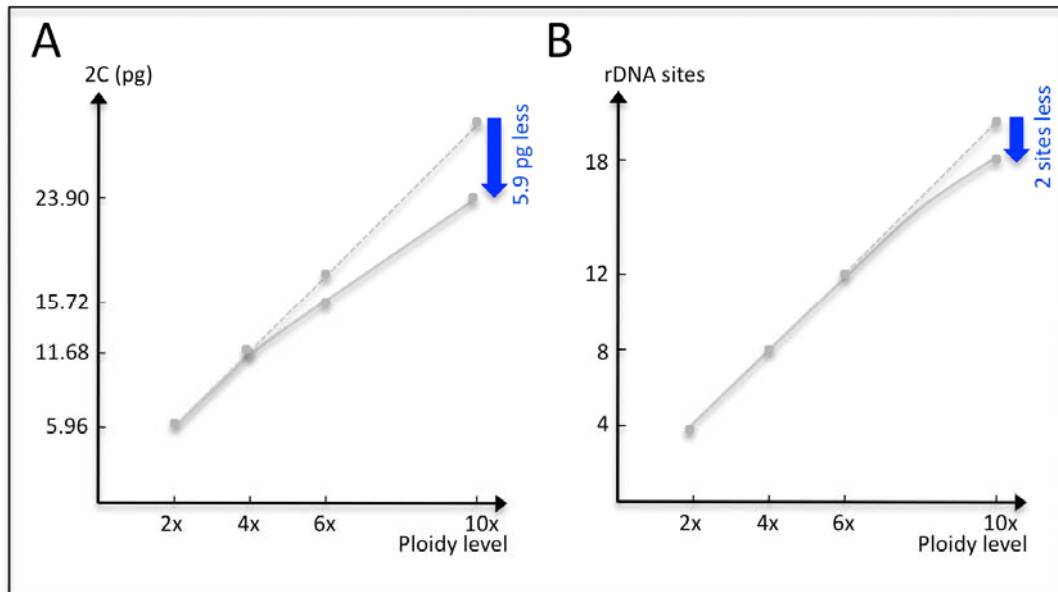 A
2C (pg)
5.9 pg less
23.90
15.72
11.68
5.96
2x
4x
6x
10x
Ploidy level
B
rDNA sites
2 sites less
18
12
8
4
2x
4x
6x
10x
Ploidy level